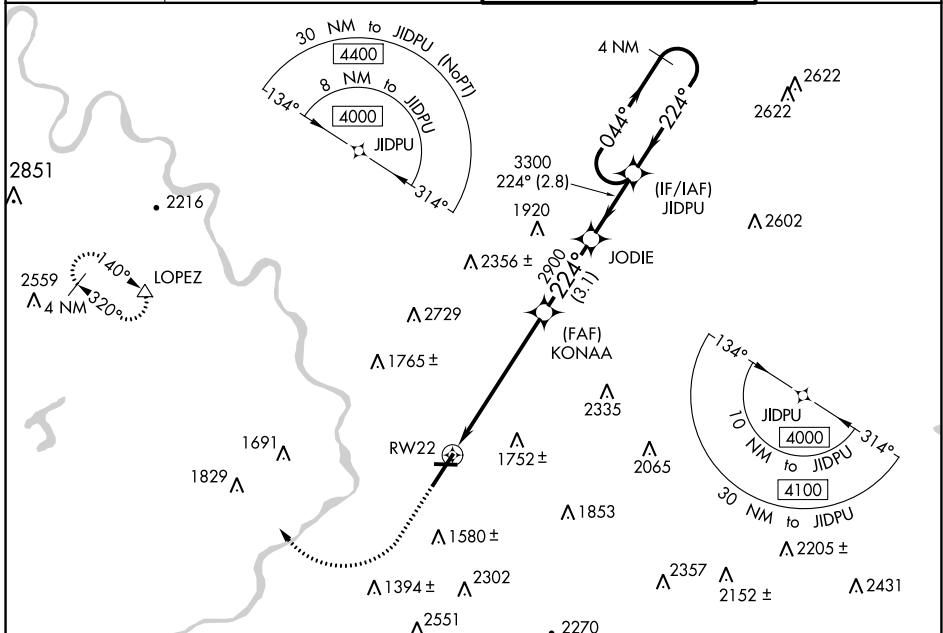 30 NM to JIDPU (NoPT)
4400
8 NM to JIDPU
4000
134°
JIDPU
314°
4 NM
044°
224°
2622
2622
3300
224° (2.8)
(IF/IAF)
JIDPU
2851
2216
1920
2602
JODIE
2356 ±
2900
224°
(3.1)
140°
LOPEZ
2559
4 NM
320°
2729
(FAF)
KONAA
1765 ±
134°
2335
JIDPU
4000
314°
10 NM to JIDPU
4100
30 NM to JIDPU
1691
RW22
1752 ±
2065
1829
1853
1580 ±
2205 ±
1394 ±
2302
2357
2152 ±
2431
2551
2270